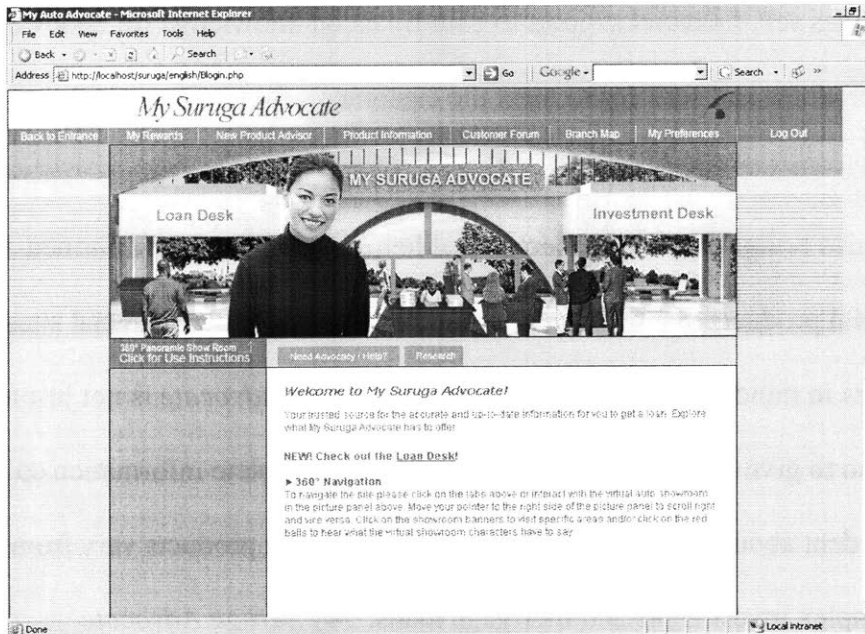 My Auto Advocate - Microsoft Internet Explorer
File Edit View Favorites Tools Help
Back Search
Address http://localhost/suruga/english/Blogin.php Go Google Search »
My Suruga Advocate
Back to Entrance My Rewards New Product Advisor Product Information Customer Forum Branch Map My Preferences Log Out
MY SURUGA ADVOCATE
Loan Desk Investment Desk
360° Panoramic Show Room
Click for Use Instructions
Need Advocacy / Help? Research
Welcome to My Suruga Advocate!
Your trusted source for the accurate and up-to-date information for you to get a loan. Explore
what My Suruga Advocate has to offer
NEW! Check out the Loan Desk!
►360° Navigation
To navigate the site please click on the tabs above or interact with the virtual auto showroom
in the picture panel above. Move your pointer to the right side of the picture panel to scroll right
and vice versa. Click on the showroom banners to visit specific areas and/or click on the red
balls to hear what the virtual showroom characters have to say
Done Local intranet